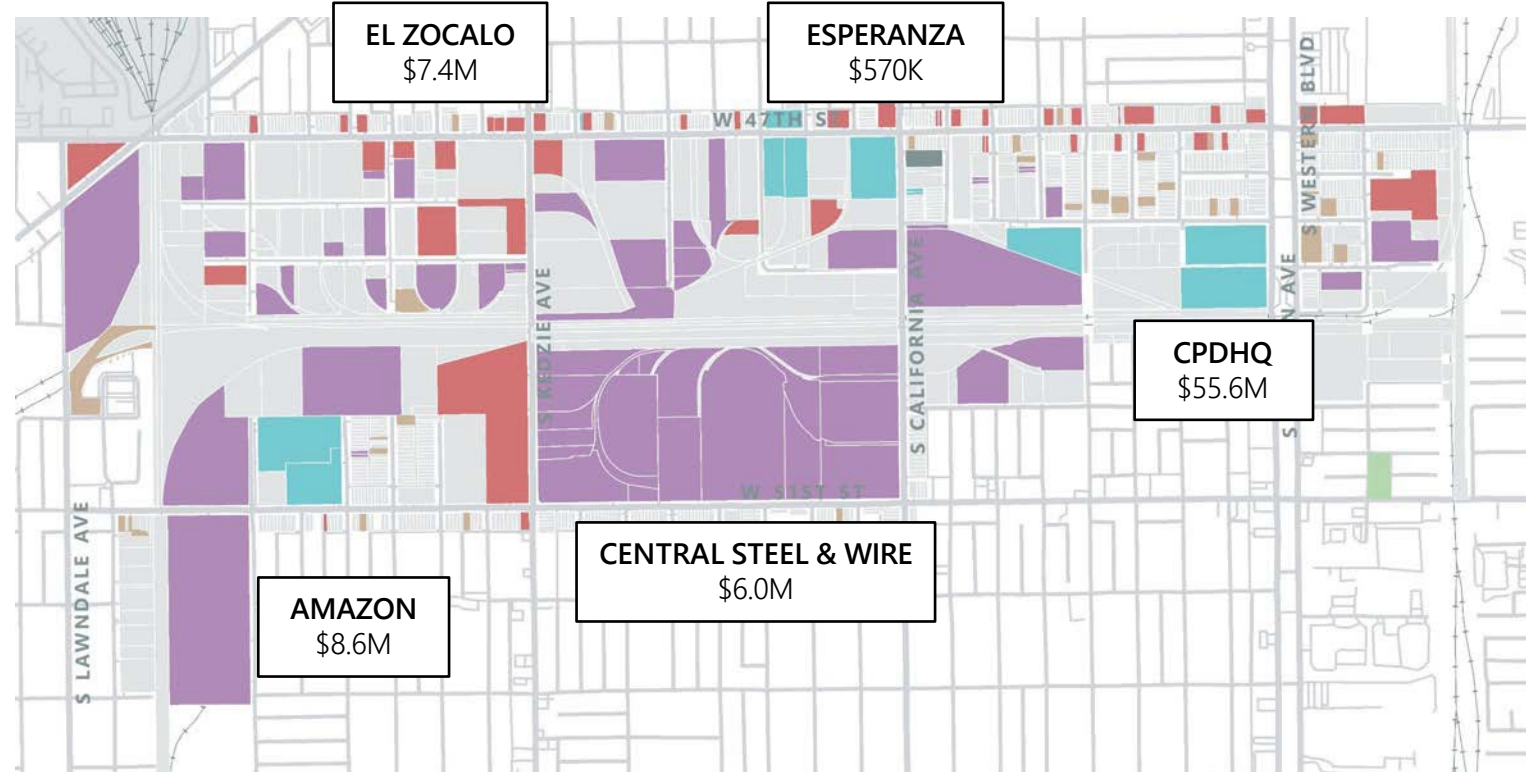 EL ZOCALO
$7.4M
ESPERANZA
$570K
W 47TH ST
S WESTERN BLVD
S KEDZIE AVE
S CALIFORNIA AVE
S N AVE
CPDHQ
$55.6M
W 51ST ST
S LAWNDALE AVE
CENTRAL STEEL & WIRE
$6.0M
AMAZON
$8.6M